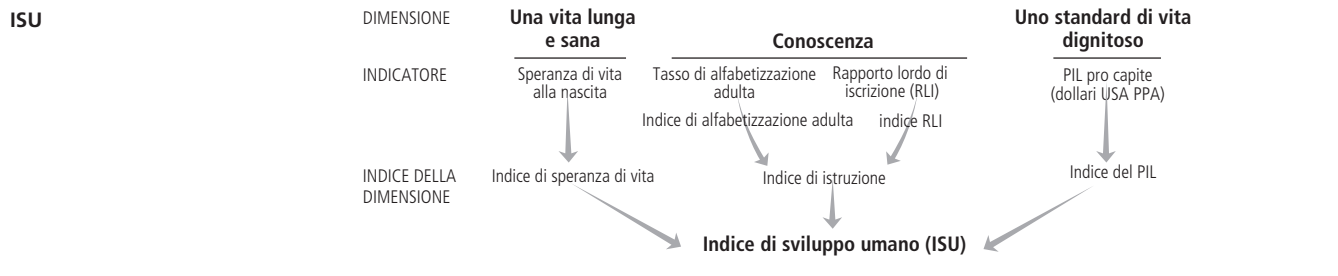 ISU
DIMENSIONE
Una vita lunga
e sana
Conoscenza
Uno standard di vita
dignitoso
INDICATORE
Speranza di vita
alla nascita
Tasso di alfabetizzazione
adulta
Rapporto lordo di
iscrizione (RLI)
PIL pro capite
(dollari USA PPA)
Indice di alfabetizzazione adulta
indice RLI
INDICE DELLA
DIMENSIONE
Indice di speranza di vita
Indice di istruzione
Indice del PIL
Indice di sviluppo umano (ISU)